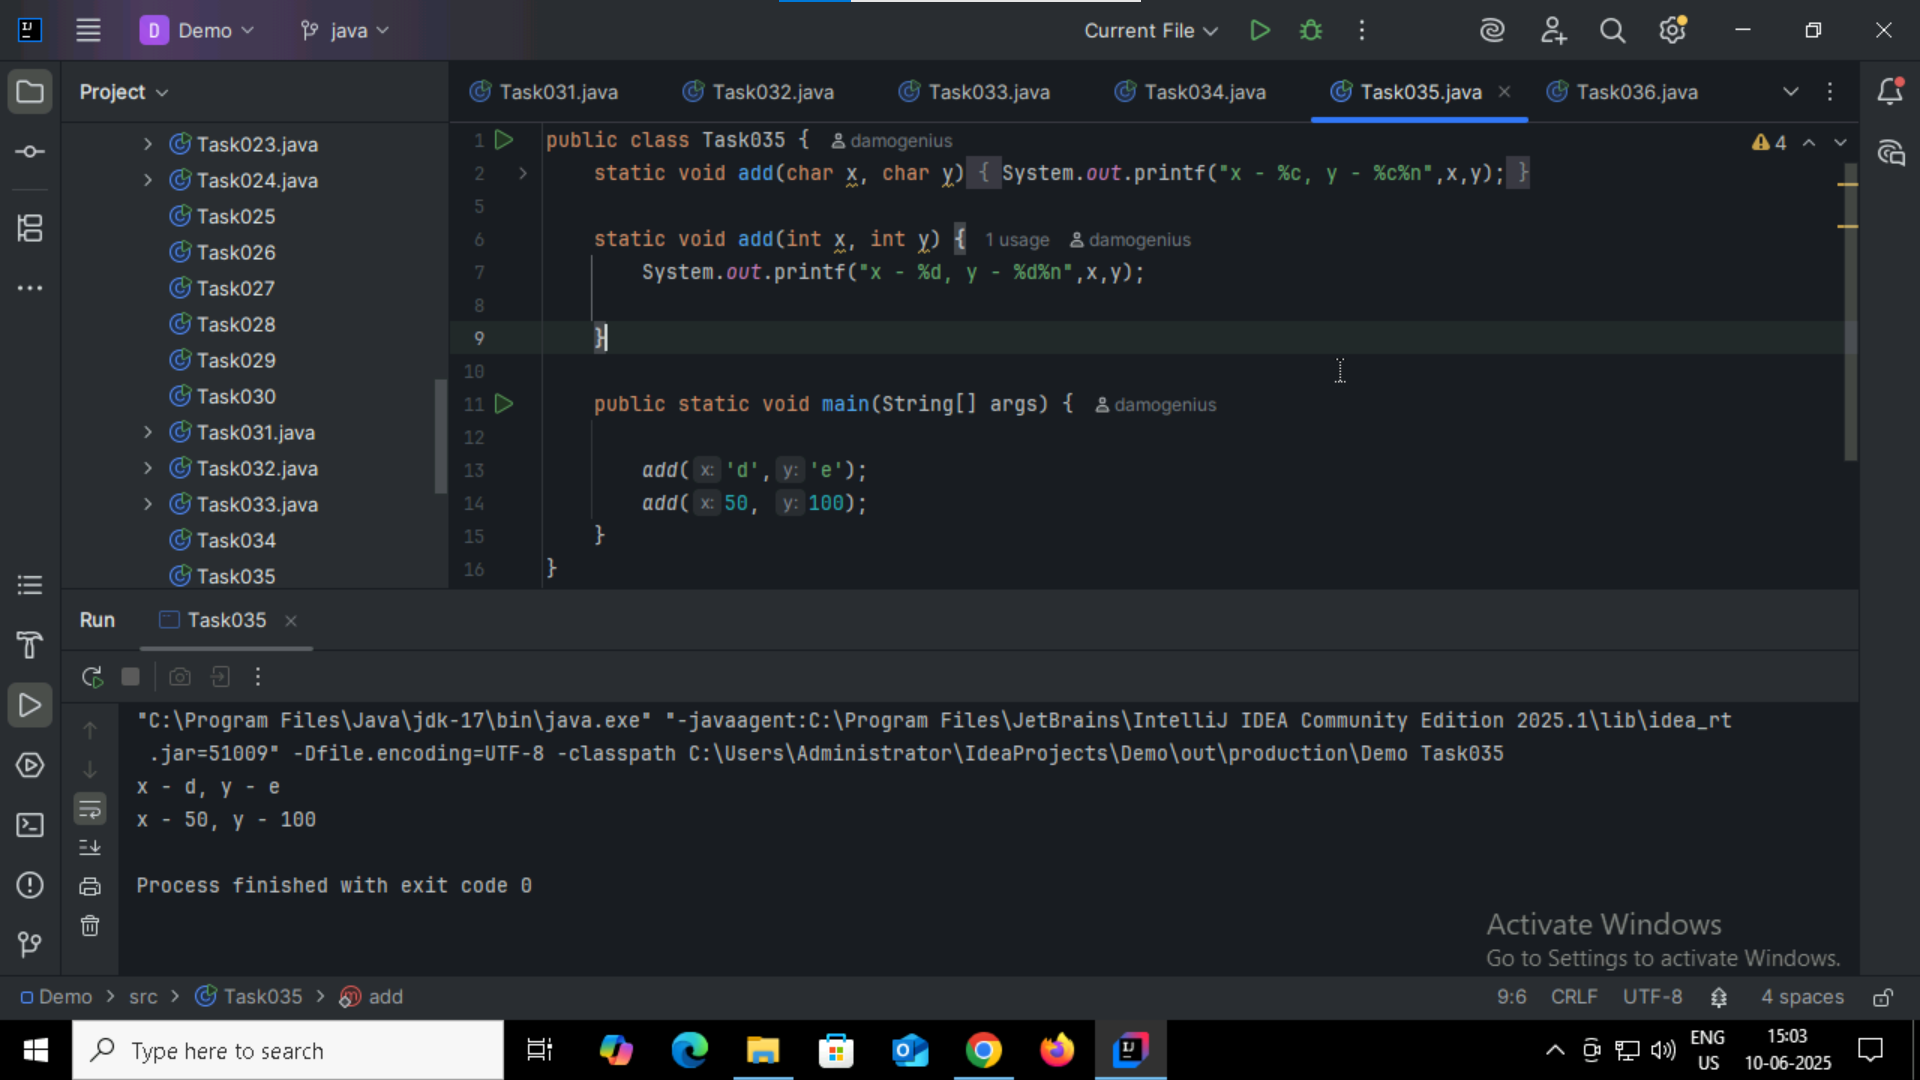 D Demo java Current File
Project
Task031.java Task032.java Task033.java Task034.java Task035.java Task036.java
Task023.java
Task024.java
Task025
Task026
Task027
Task028
Task029
Task030
Task031.java
Task032.java
Task033.java
Task034
Task035
1 public class Task035 { damogenius
4
2 static void add(char x, char y) { System.out.printf("x - %c, y - %c%n",x,y); }
5
6 static void add(int x, int y) { 1 usage damogenius
7 System.out.printf("x - %d, y - %d%n",x,y);
8
9 }
10
11 public static void main(String[] args) { damogenius
12
13 add( x: 'd', y: 'e');
14 add( x: 50, y: 100);
15 }
16 }
Run Task035
"C:\Program Files\Java\jdk-17\bin\java.exe" "-javaagent:C:\Program Files\JetBrains\IntelliJ IDEA Community Edition 2025.1\lib\idea_rt
.jar=51009" -Dfile.encoding=UTF-8 -classpath C:\Users\Administrator\IdeaProjects\Demo\out\production\Demo Task035
x - d, y - e
x - 50, y - 100
Process finished with exit code 0
Activate Windows
Go to Settings to activate Windows.
Demo > src > Task035 > add
9:6 CRLF UTF-8 4 spaces
Type here to search
ENG
US
15:03
10-06-2025